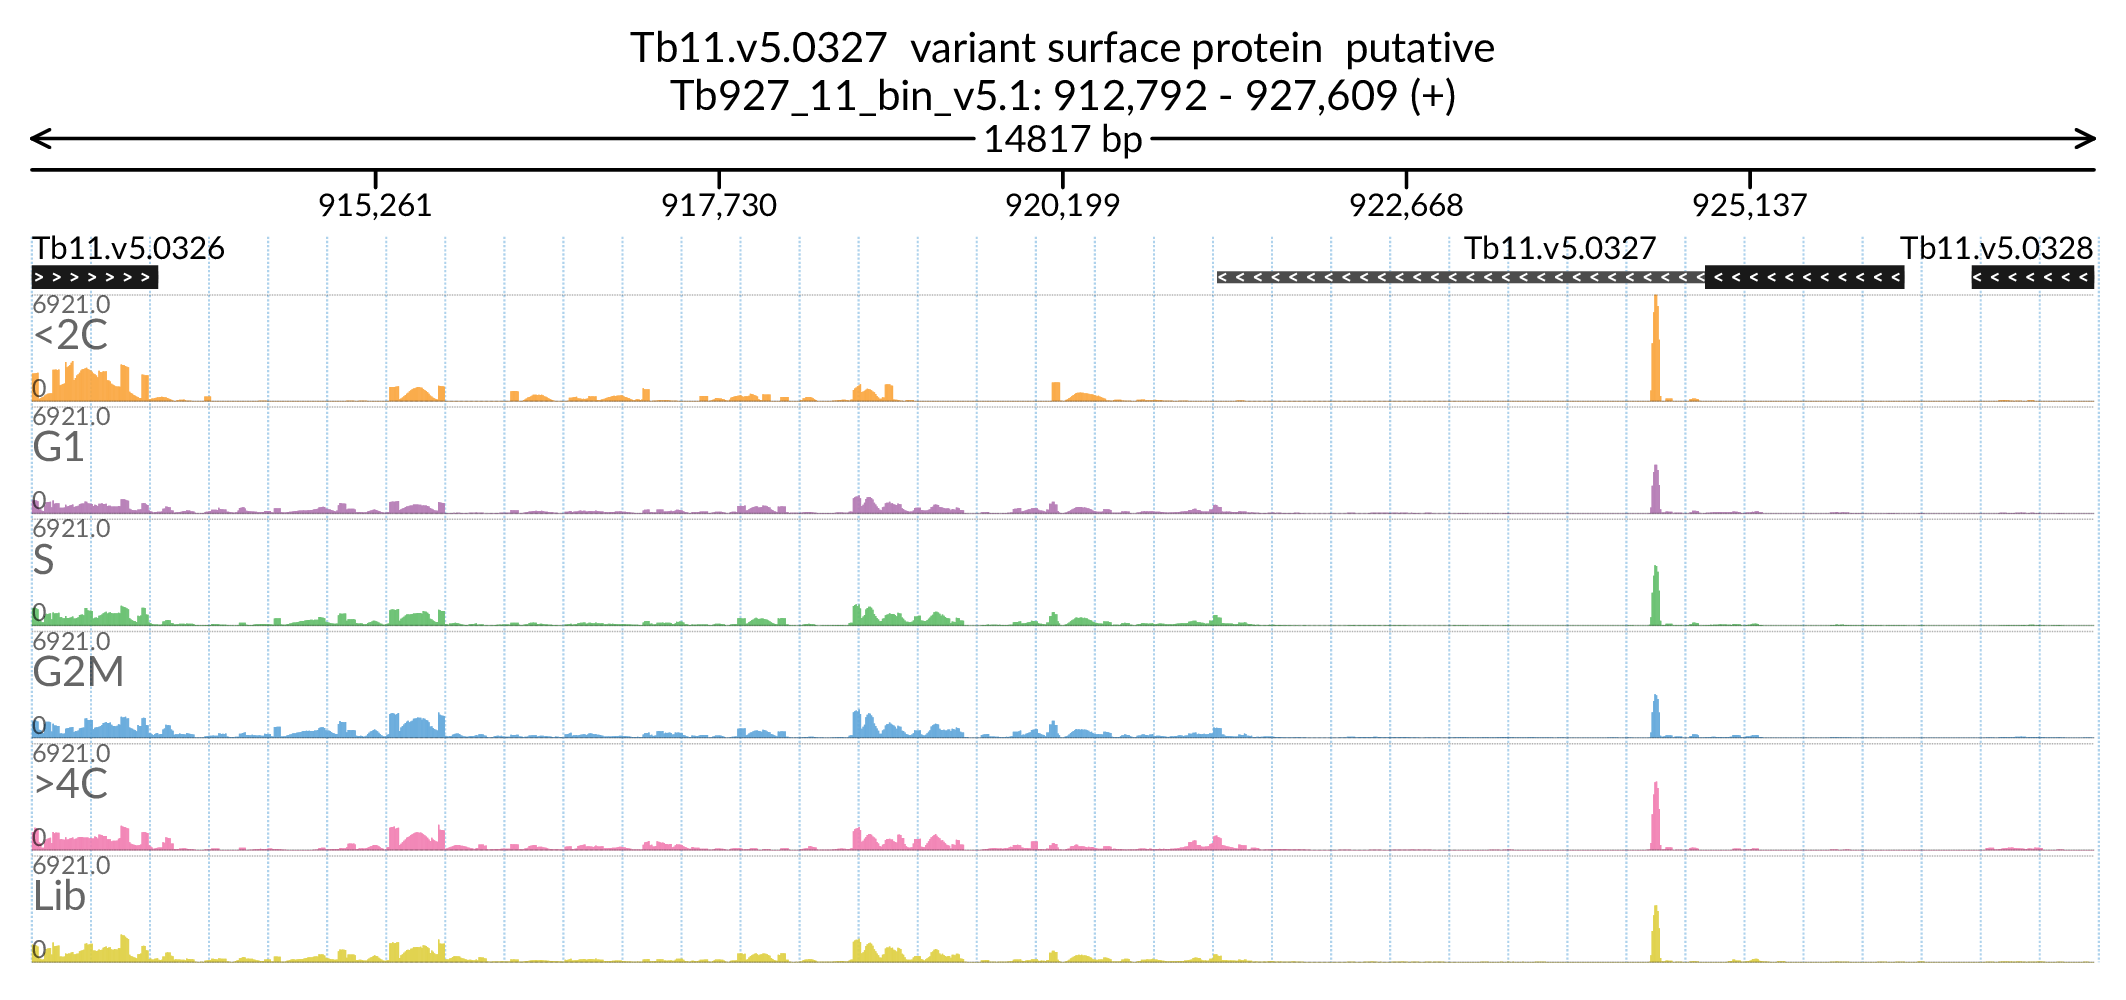 Tb11.v5.0327 variant surface protein putative
Tb927_11_bin_v5.1: 912,792 - 927,609 (+)
14817 bp
915,261 917,730 920,199 922,668 925,137
Tb11.v5.0326 Tb11.v5.0327 Tb11.v5.0328
6921.0
<2C
0
6921.0
G1
0
6921.0
S
0
6921.0
G2M
0
6921.0
>4C
0
6921.0
Lib
0